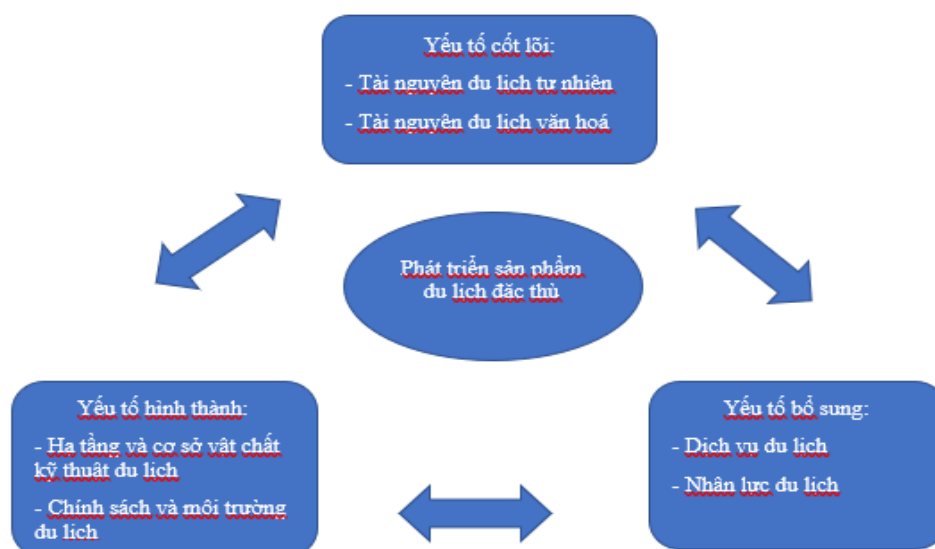 Yếu tố cốt lõi:
- Tài nguyên du lịch tự nhiên
- Tài nguyên du lịch văn hoá
Phát triển sản phẩm
du lịch đặc thù
Yếu tố hình thành:
- Hạ tầng và cơ sở vật chất
kỹ thuật du lịch
- Chính sách và môi trường
du lịch
Yếu tố bổ sung:
- Dịch vụ du lịch
- Nhân lực du lịch